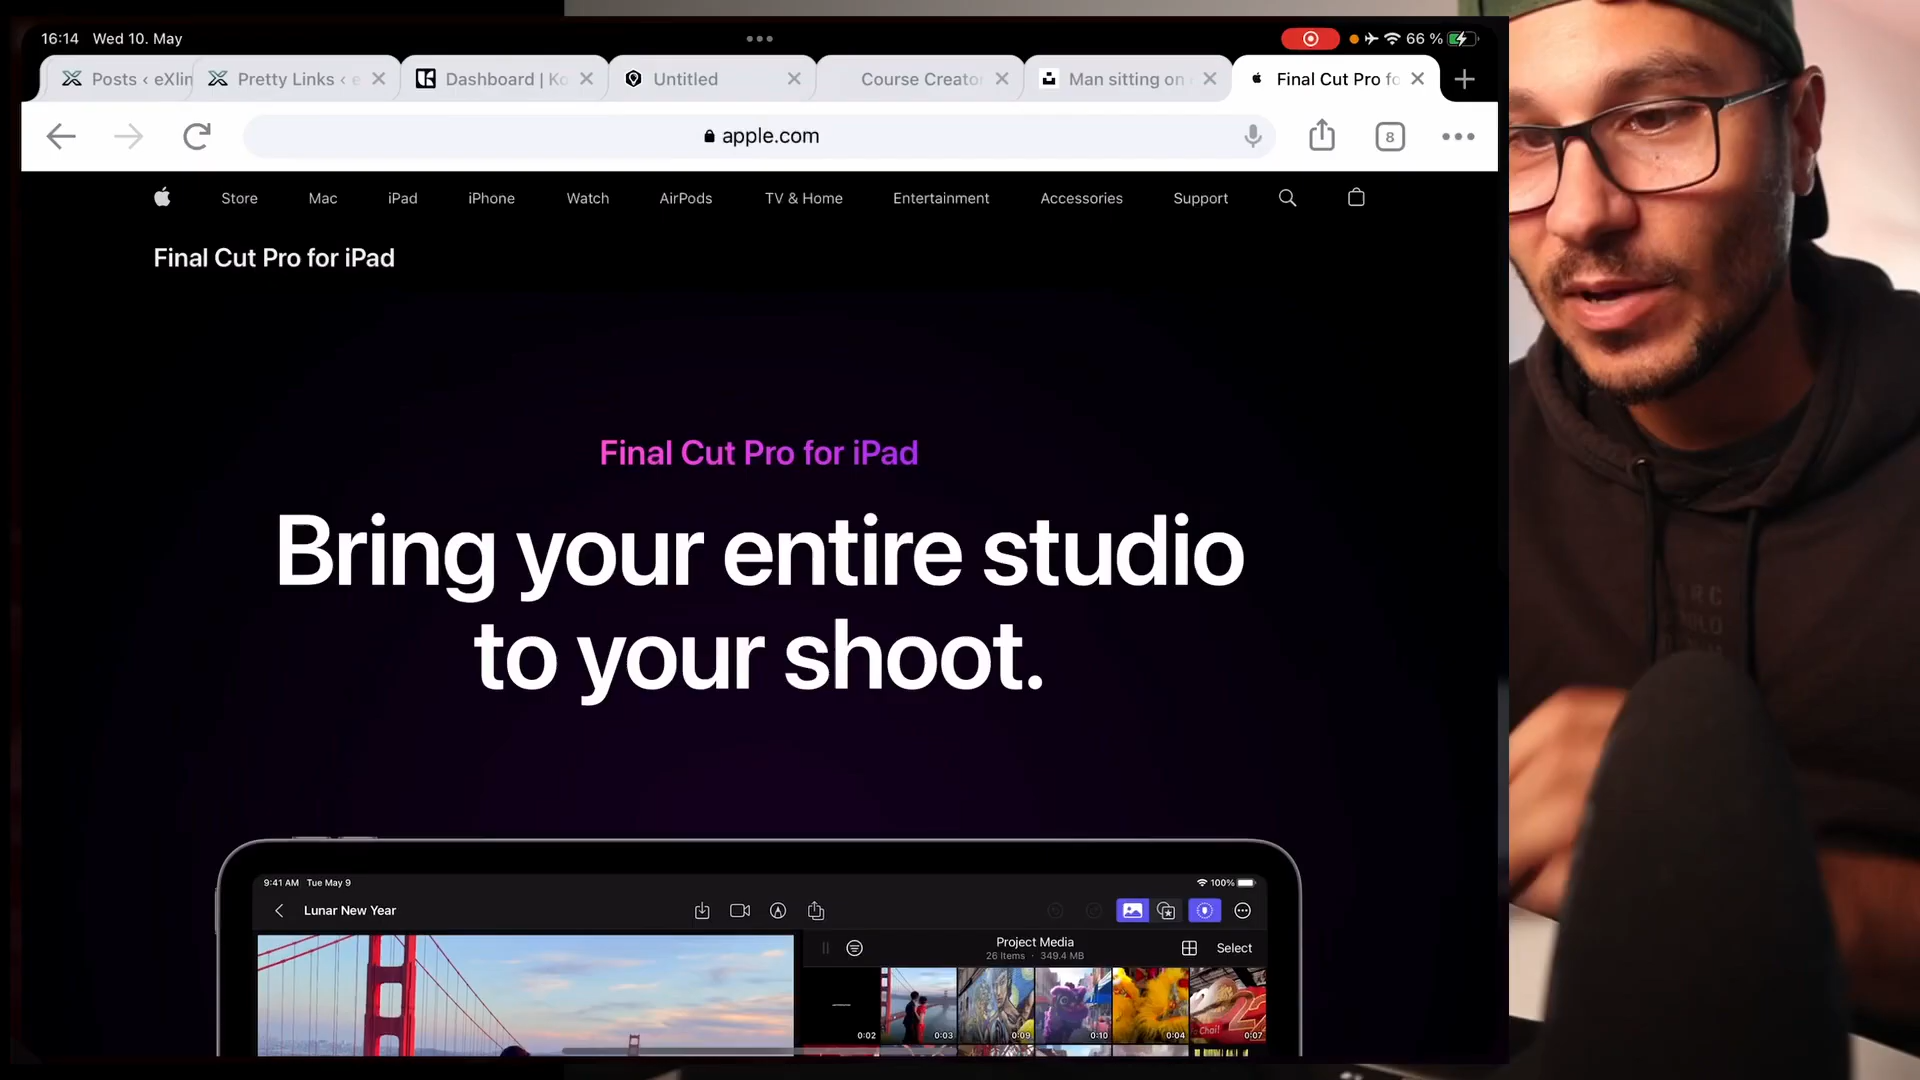 16:14 Wed 10. May
66 %
Posts ‹ eXlin
Pretty Links ‹ e
Dashboard | Ko
Untitled
Course Creator
Man sitting on
Final Cut Pro fo
apple.com
8
Store
Mac
iPad
iPhone
Watch
AirPods
TV & Home
Entertainment
Accessories
Support
Final Cut Pro for iPad
Final Cut Pro for iPad
Bring your entire studio
to your shoot.
9:41 AM Tue May 9
100%
Lunar New Year
Project Media
26 Items · 349.4 MB
Select
0:02
0:03
0:09
0:10
0:04
0:07